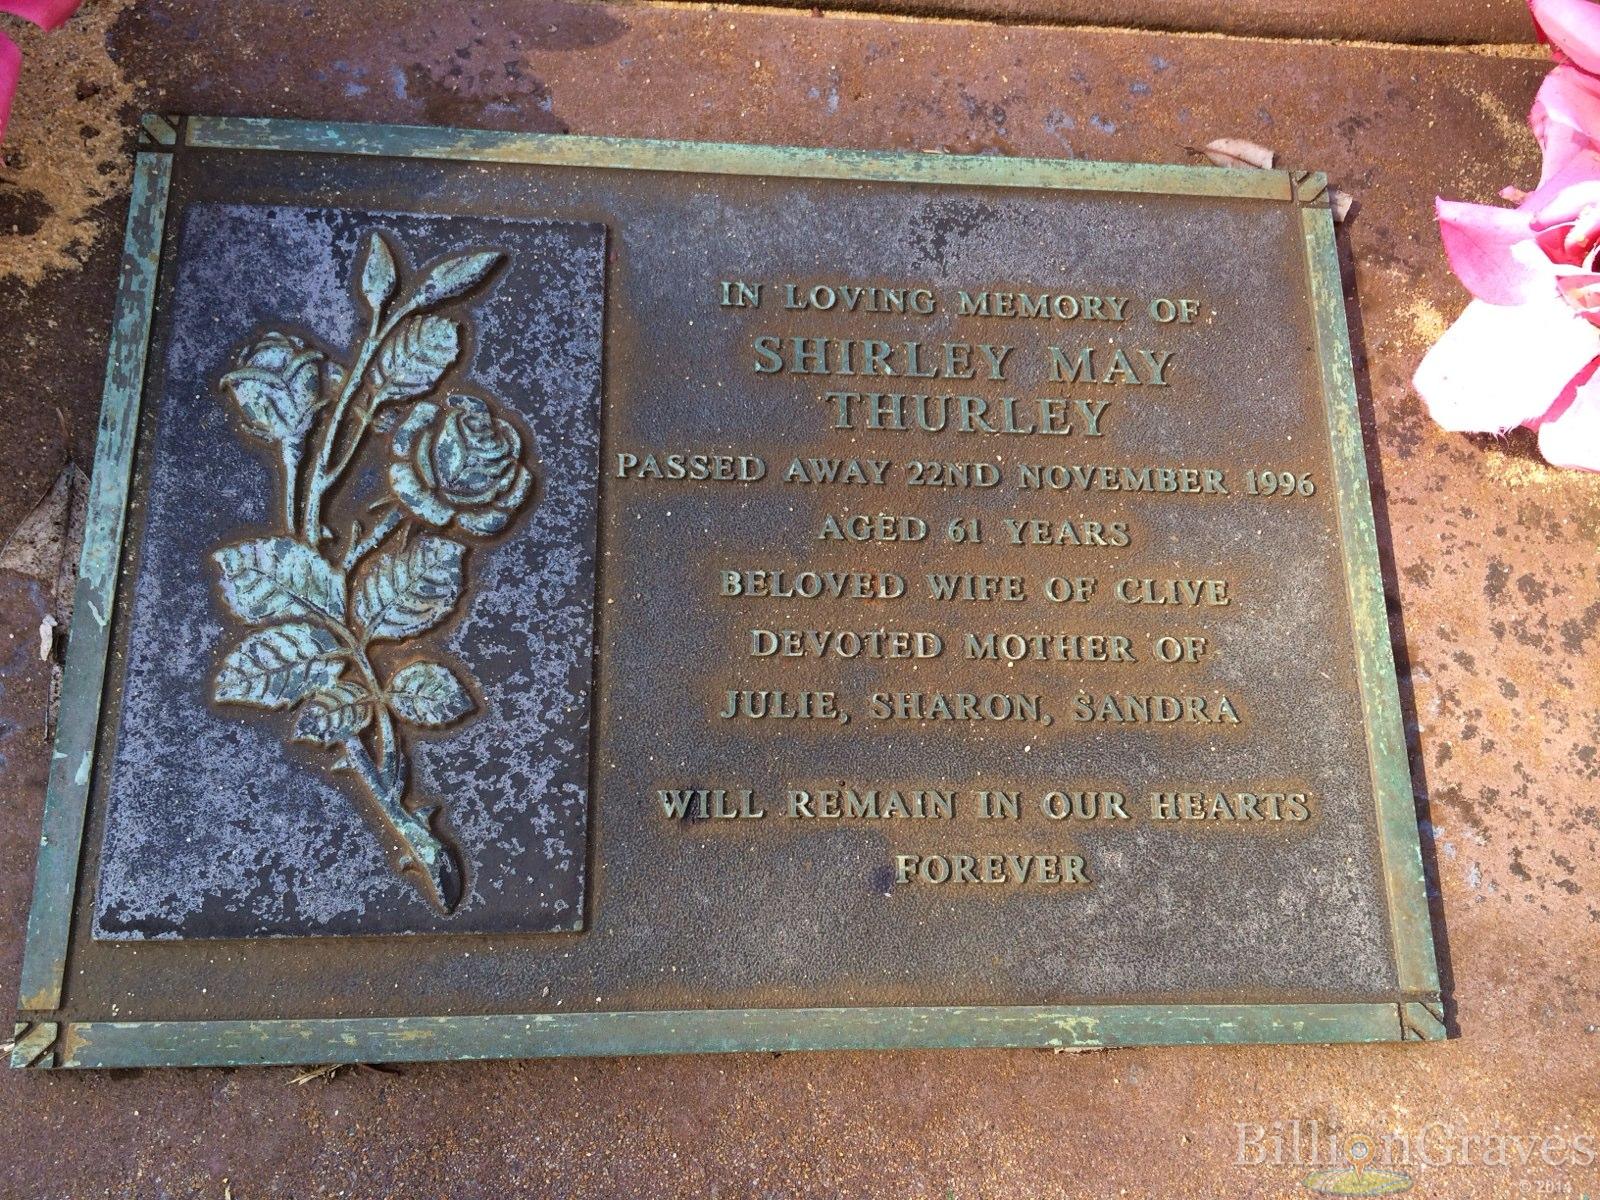 IN LOVING MEMORY OF
SHIRLEY MAY
THURLEY
PASSED AWAY 22ND NOVEMBER 1996
AGED 61 YEARS
BELOVED WIFE OF CLIVE
DEVOTED MOTHER OF
JULIE, SHARON, SANDRA
WILL REMAIN IN OUR HEARTS
FOREVER
BillionGraves
© 2014